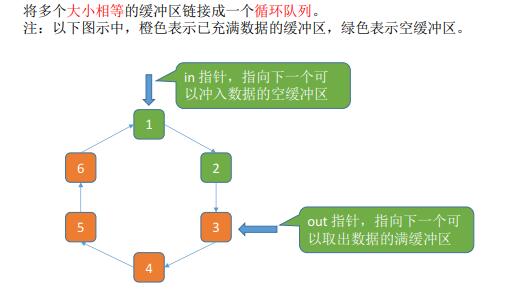 将多个大小相等的缓冲区链接成一个循环队列。
注：以下图示中，橙色表示已充满数据的缓冲区，绿色表示空缓冲区。
in 指针，指向下一个可
以冲入数据的空缓冲区
1
6
2
5
3
out 指针，指向下一个可
以取出数据的满缓冲区
4